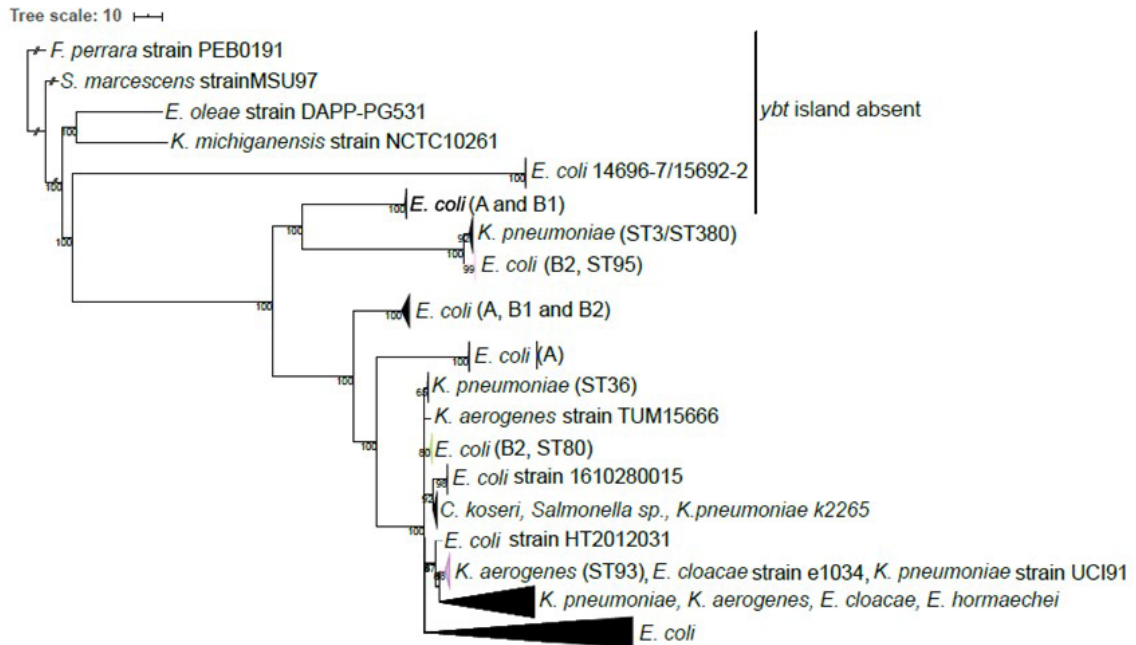 Tree scale: 10
F. perrara strain PEB0191
S. marcescens strainMSU97
E. oleae strain DAPP-PG531
100
ybt island absent
K. michiganensis strain NCTC10261
E. coli 14696-7/15692-2
100
100
E. coli (A and B1)
100
K. pneumoniae (ST3/ST380)
100
100
100
E. coli (B2, ST95)
99
100
E. coli (A, B1 and B2)
100
E. coli (A)
100
K. pneumoniae (ST36)
100
K. aerogenes strain TUM15666
100
E. coli (B2, ST80)
80
E. coli strain 1610280015
98
92
C. koseri, Salmonella sp., K.pneumoniae k2265
100
E. coli strain HT2012031
K. aerogenes (ST93), E. cloacae strain e1034, K. pneumoniae strain UCI91
K. pneumoniae, K. aerogenes, E. cloacae, E. hormaechei
E. coli